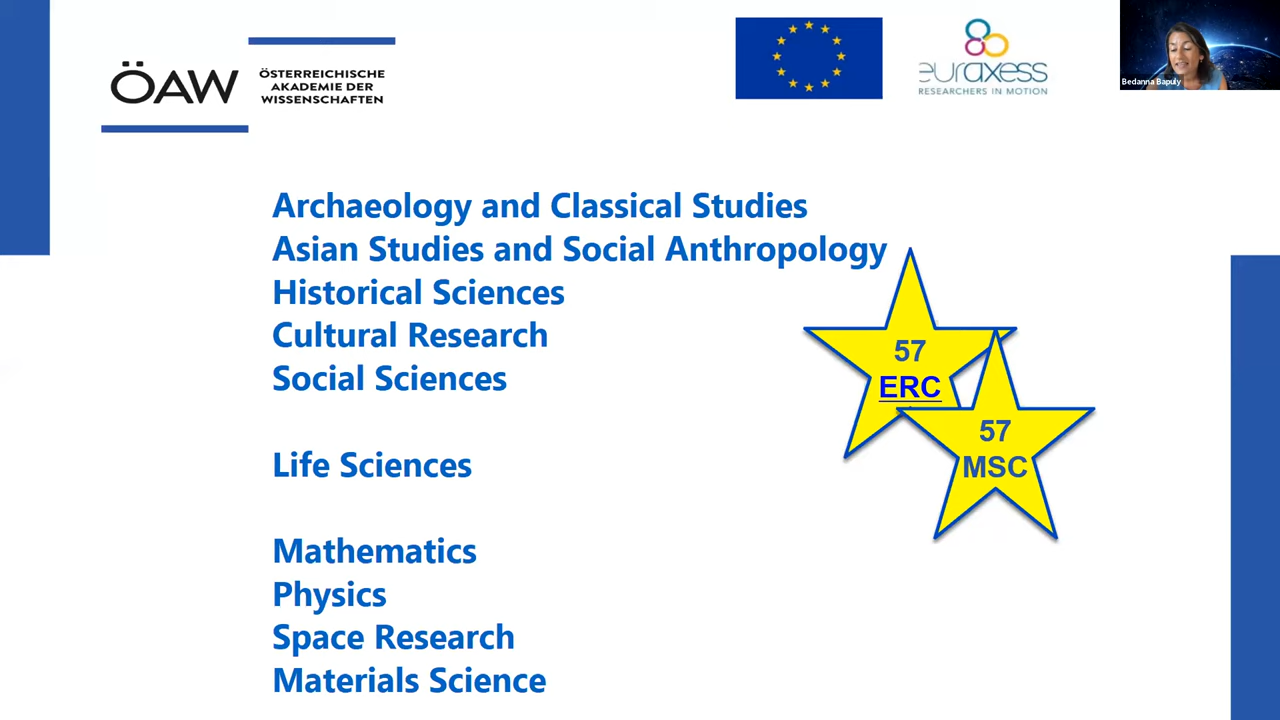 ÖAW
ÖSTERREICHISCHE
AKADEMIE DER
WISSENSCHAFTEN
euraxess
RESEARCHERS IN MOTION
Bedanna Bapuly
Archaeology and Classical Studies
Asian Studies and Social Anthropology
Historical Sciences
Cultural Research
Social Sciences
57
ERC
57
MSC
Life Sciences
Mathematics
Physics
Space Research
Materials Science